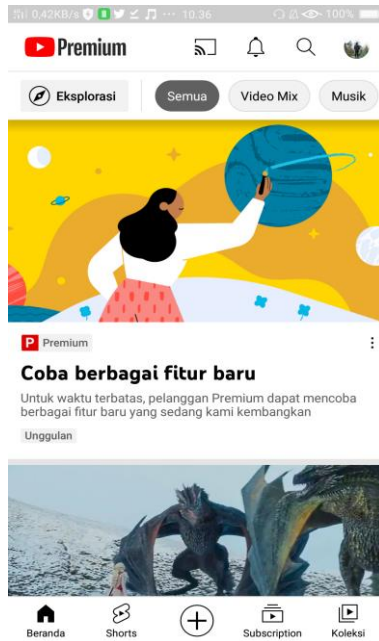 0,42KB/s ··· 10.36 100%
Premium
Eksplorasi Semua Video Mix Musik
P Premium
Coba berbagai fitur baru
Untuk waktu terbatas, pelanggan Premium dapat mencoba
berbagai fitur baru yang sedang kami kembangkan
Unggulan
Beranda Shorts Subscription Koleksi